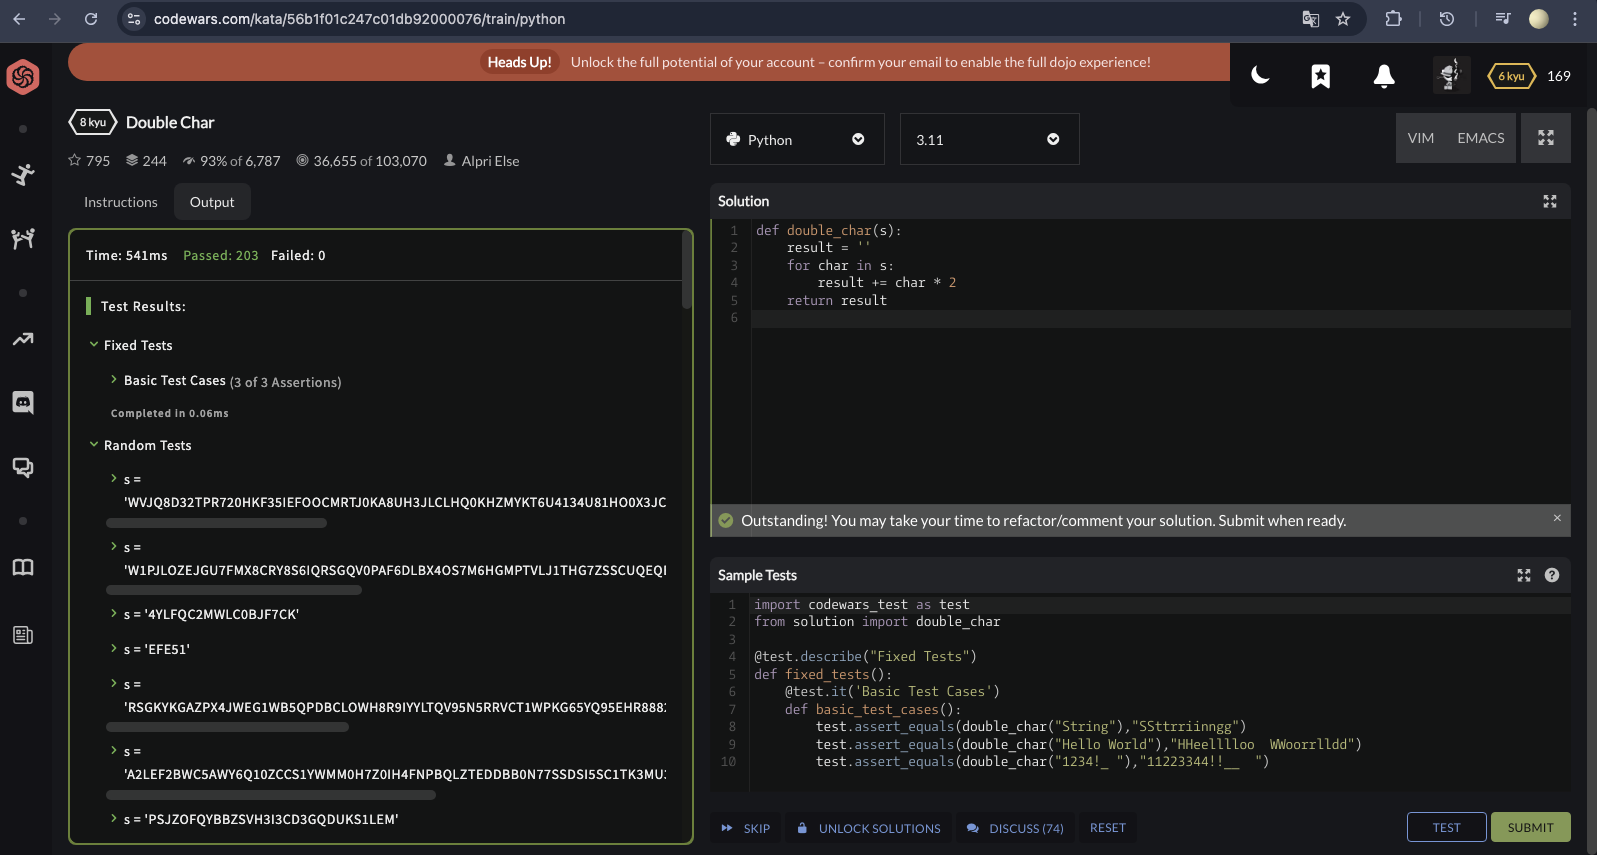 codewars.com/kata/56b1f01c247c01db92000076/train/python
Heads Up! Unlock the full potential of your account – confirm your email to enable the full dojo experience!
6 kyu 169
8 kyu Double Char
795 244 93% of 6,787 36,655 of 103,070 Alpri Else
Instructions Output
Time: 541ms Passed: 203 Failed: 0
Test Results:
Fixed Tests
Basic Test Cases (3 of 3 Assertions)
Completed in 0.06ms
Random Tests
s =
'WVJQ8D32TPR720HKF35IEFOOCMRTJ0KA8UH3JLCLHQ0KHZMYKT6U4134U81HO0X3JC
s =
'W1PJLOZEJGU7FMX8CRY8S6IQRSGQV0PAF6DLBX4OS7M6HGMPTVLJ1THG7ZSSCUQEQI
s = '4YLFQC2MWLC0BJF7CK'
s = 'EFE51'
s =
'RSGKYKGAZPX4JWEG1WB5QPDBCLOWH8R9IYYLTQV95N5RRVCT1WPKG65YQ95EHR888
s =
'A2LEF2BWC5AWY6Q10ZCCS1YWMM0H7Z0IH4FNPBQLZTEDDBB0N77SSDSI5SC1TK3MU
s = 'PSJZOFQYBBZSVH3I3CD3GQDUKS1LEM'
Python 3.11 VIM EMACS
Solution
1 def double_char(s):
2 result = ''
3 for char in s:
4 result += char * 2
5 return result
6
Outstanding! You may take your time to refactor/comment your solution. Submit when ready. ×
Sample Tests
1 import codewars_test as test
2 from solution import double_char
3
4 @test.describe("Fixed Tests")
5 def fixed_tests():
6 @test.it('Basic Test Cases')
7 def basic_test_cases():
8 test.assert_equals(double_char("String"),"SSttrriinngg")
9 test.assert_equals(double_char("Hello World"),"HHeelllloo  WWoorrlldd")
10 test.assert_equals(double_char("1234!_ "),"11223344!!__  ")
SKIP UNLOCK SOLUTIONS DISCUSS (74) RESET TEST SUBMIT